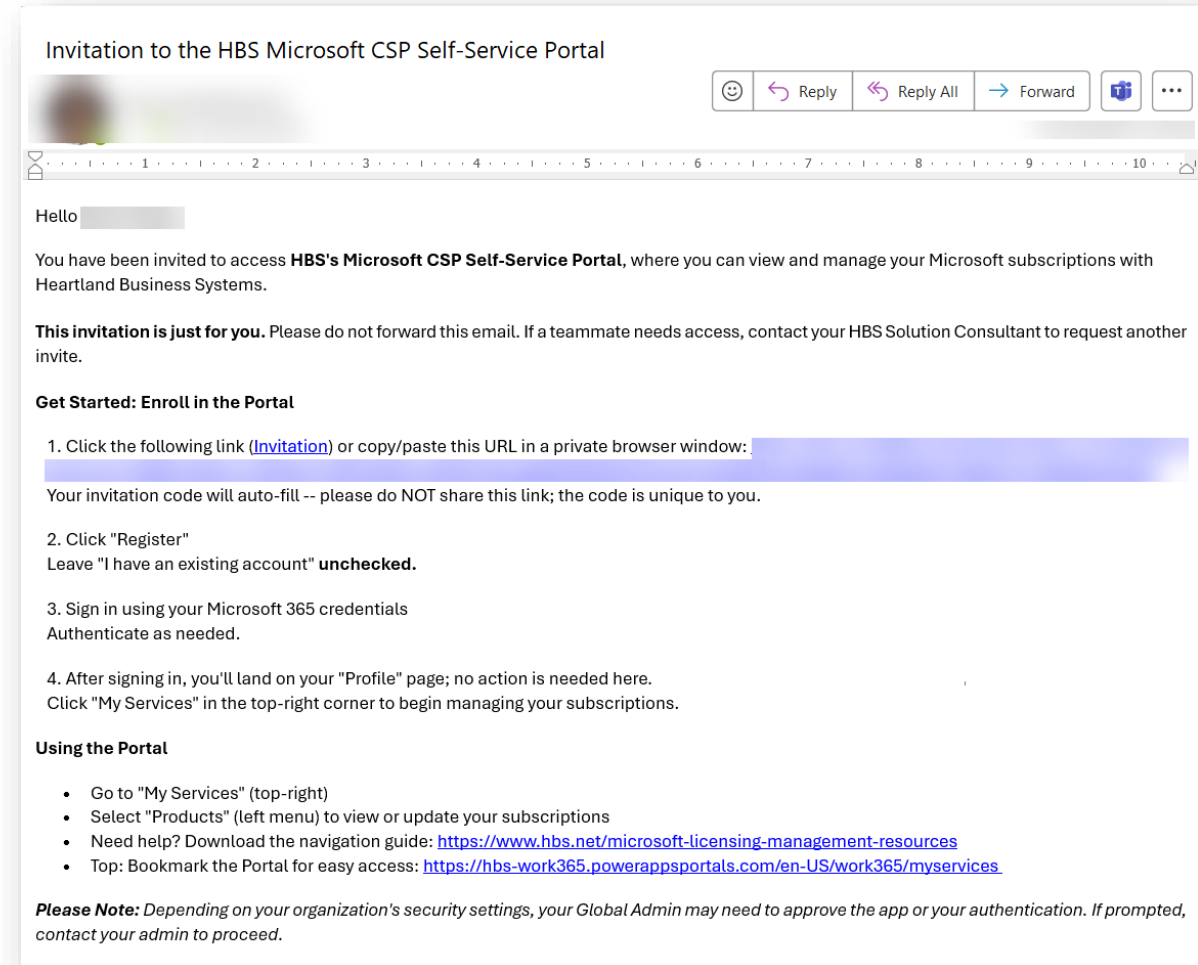 Invitation to the HBS Microsoft CSP Self-Service Portal
Reply
Reply All
Forward
1 2 3 4 5 6 7 8 9 10
Hello
You have been invited to access HBS's Microsoft CSP Self-Service Portal, where you can view and manage your Microsoft subscriptions with
Heartland Business Systems.
This invitation is just for you. Please do not forward this email. If a teammate needs access, contact your HBS Solution Consultant to request another
invite.
Get Started: Enroll in the Portal
1. Click the following link (Invitation) or copy/paste this URL in a private browser window:
Your invitation code will auto-fill -- please do NOT share this link; the code is unique to you.
2. Click "Register"
Leave "I have an existing account" unchecked.
3. Sign in using your Microsoft 365 credentials
Authenticate as needed.
4. After signing in, you'll land on your "Profile" page; no action is needed here.
Click "My Services" in the top-right corner to begin managing your subscriptions.
Using the Portal
• Go to "My Services" (top-right)
• Select "Products" (left menu) to view or update your subscriptions
• Need help? Download the navigation guide: https://www.hbs.net/microsoft-licensing-management-resources
• Top: Bookmark the Portal for easy access: https://hbs-work365.powerappsportals.com/en-US/work365/myservices
Please Note: Depending on your organization's security settings, your Global Admin may need to approve the app or your authentication. If prompted,
contact your admin to proceed.